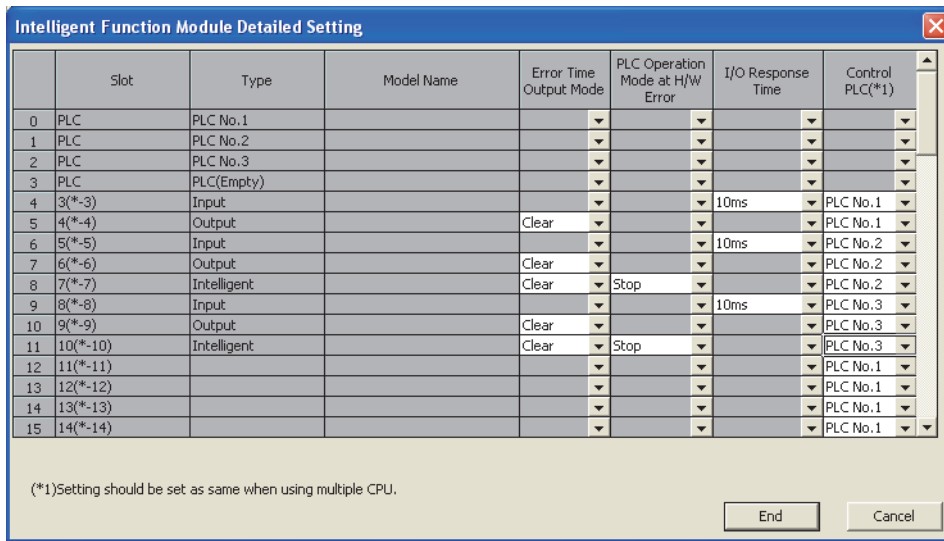 Intelligent Function Module Detailed Setting
Slot Type Model Name Error Time Output Mode PLC Operation Mode at H/W Error I/O Response Time Control PLC(*1)
0 PLC PLC No.1
1 PLC PLC No.2
2 PLC PLC No.3
3 PLC PLC(Empty)
4 3(*-3) Input 10ms PLC No.1
5 4(*-4) Output Clear PLC No.1
6 5(*-5) Input 10ms PLC No.2
7 6(*-6) Output Clear PLC No.2
8 7(*-7) Intelligent Clear Stop PLC No.2
9 8(*-8) Input 10ms PLC No.3
10 9(*-9) Output Clear PLC No.3
11 10(*-10) Intelligent Clear Stop PLC No.3
12 11(*-11) PLC No.1
13 12(*-12) PLC No.1
14 13(*-13) PLC No.1
15 14(*-14) PLC No.1
(*1)Setting should be set as same when using multiple CPU.
End Cancel